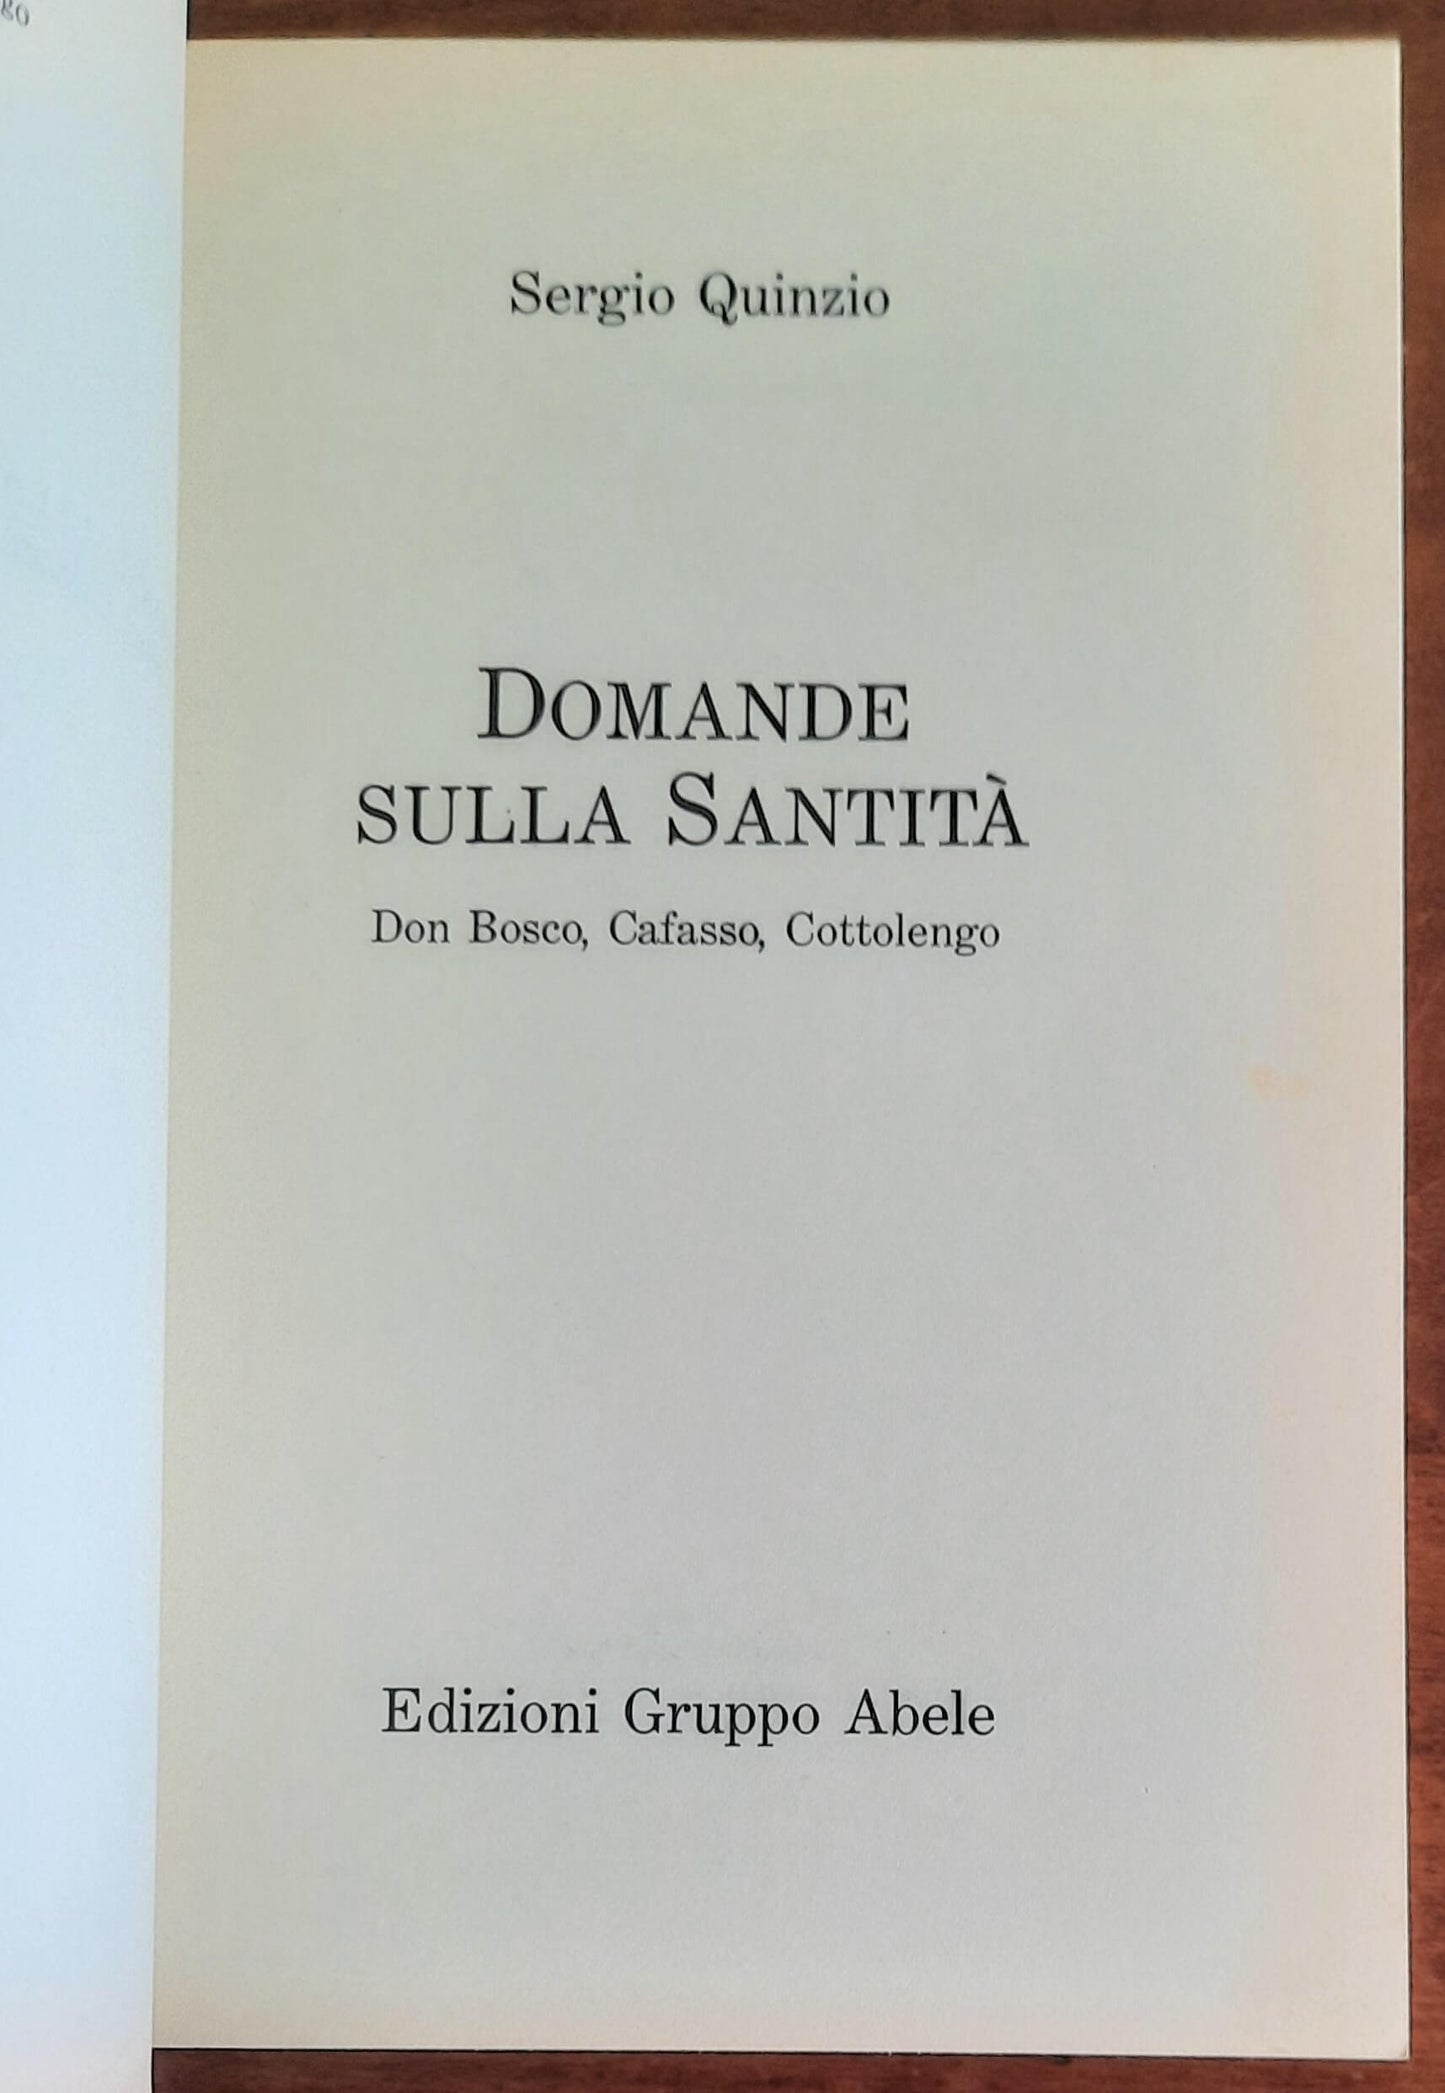 Sergio Quinzio
DOMANDE
SULLA SANTITÀ
Don Bosco, Cafasso, Cottolengo
Edizioni Gruppo Abele